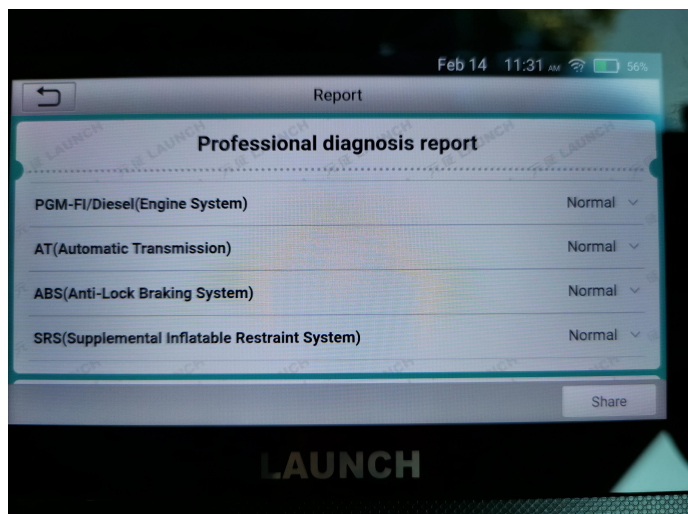 Feb 14 11:31 AM 56%
Report
Professional diagnosis report
PGM-FI/Diesel(Engine System) Normal
AT(Automatic Transmission) Normal
ABS(Anti-Lock Braking System) Normal
SRS(Supplemental Inflatable Restraint System) Normal
Share
LAUNCH